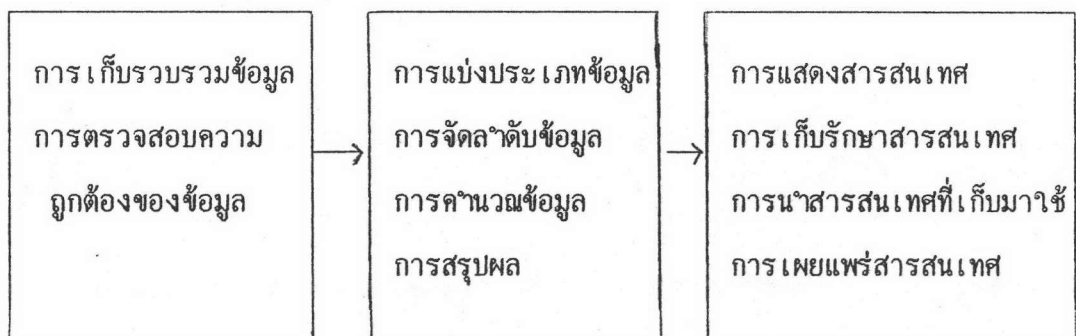 การเก็บรวบรวมข้อมูล
การตรวจสอบความ
ถูกต้องของข้อมูล
การแบ่งประเภทข้อมูล
การจัดลำดับข้อมูล
การคำนวณข้อมูล
การสรุปผล
การแสดงสารสนเทศ
การเก็บรักษาสารสนเทศ
การนำสารสนเทศที่เก็บมาใช้
การเผยแพร่สารสนเทศ